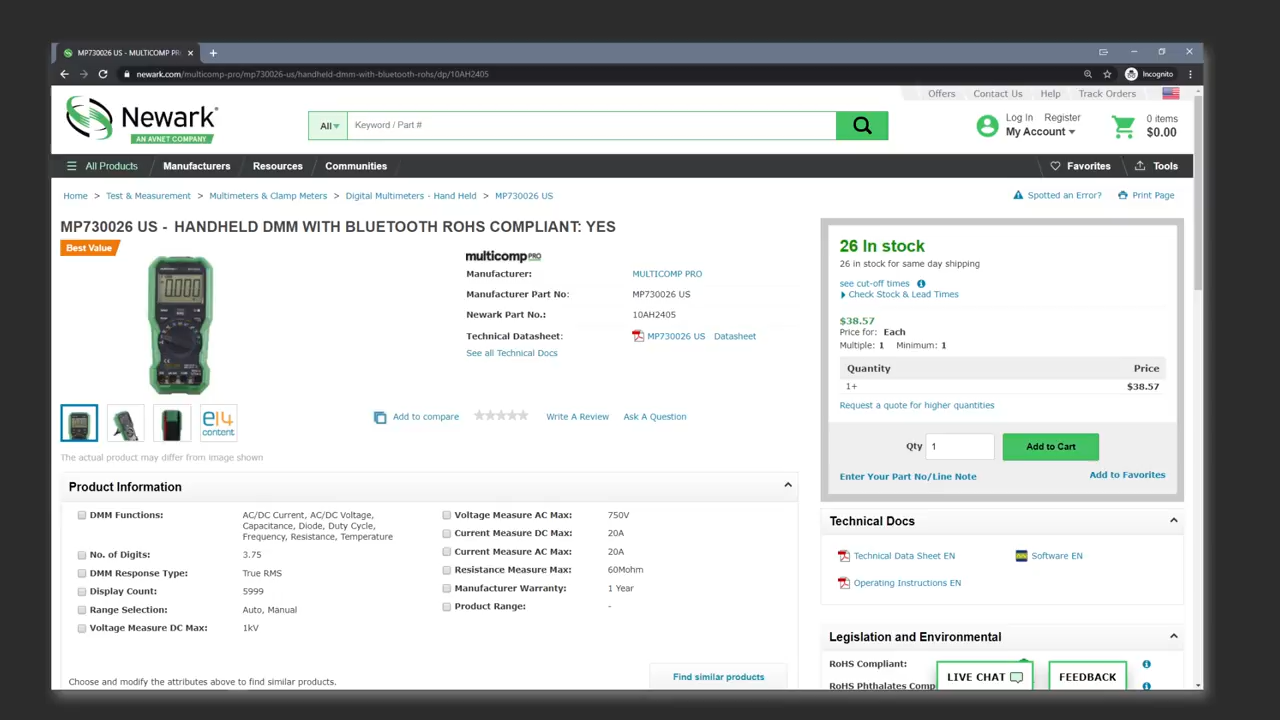 MP730026 US - MULTICOMP PR
newark.com/multicomp-pro/mp730026-us/handheld-dmm-with-bluetooth-rohs/dp/10AH2405
Incognito
Offers Contact Us Help Track Orders
Newark
AN AVNET COMPANY
All Keyword / Part #
Log In Register
My Account
0 items
$0.00
All Products Manufacturers Resources Communities Favorites Tools
Home > Test & Measurement > Multimeters & Clamp Meters > Digital Multimeters - Hand Held > MP730026 US
Spotted an Error? Print Page
MP730026 US - HANDHELD DMM WITH BLUETOOTH ROHS COMPLIANT: YES
Best Value
0.000
multicomp PRO
Manufacturer: MULTICOMP PRO
Manufacturer Part No: MP730026 US
Newark Part No.: 10AH2405
Technical Datasheet: MP730026 US Datasheet
See all Technical Docs
e14
content
Add to compare Write A Review Ask A Question
The actual product may differ from image shown
26 In stock
26 in stock for same day shipping
see cut-off times
Check Stock & Lead Times
$38.57
Price for: Each
Multiple: 1 Minimum: 1
Quantity Price
1+ $38.57
Request a quote for higher quantities
Qty 1 Add to Cart
Enter Your Part No/Line Note Add to Favorites
Product Information
DMM Functions: AC/DC Current, AC/DC Voltage,
Capacitance, Diode, Duty Cycle,
Frequency, Resistance, Temperature
No. of Digits: 3.75
DMM Response Type: True RMS
Display Count: 5999
Range Selection: Auto, Manual
Voltage Measure DC Max: 1kV
Voltage Measure AC Max: 750V
Current Measure DC Max: 20A
Current Measure AC Max: 20A
Resistance Measure Max: 60Mohm
Manufacturer Warranty: 1 Year
Product Range: -
Choose and modify the attributes above to find similar products.
Find similar products
Technical Docs
Technical Data Sheet EN Software EN
Operating Instructions EN
Legislation and Environmental
RoHS Compliant:
RoHS Phthalates Comp
LIVE CHAT FEEDBACK